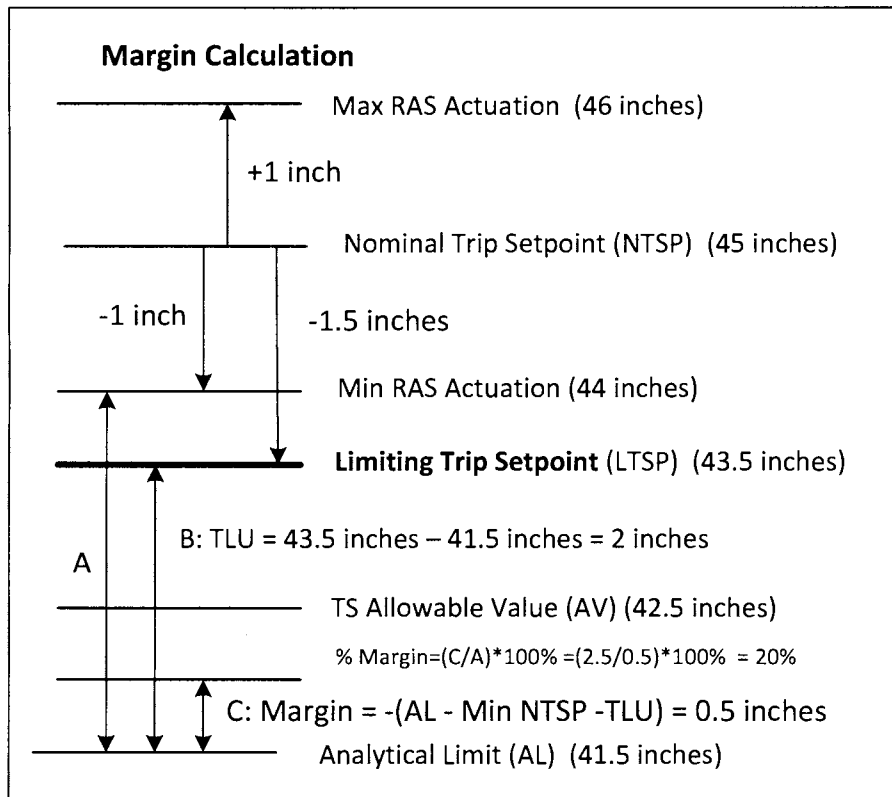 Margin Calculation
Max RAS Actuation (46 inches)
+1 inch
Nominal Trip Setpoint (NTSP) (45 inches)
-1 inch
-1.5 inches
Min RAS Actuation (44 inches)
Limiting Trip Setpoint (LTSP) (43.5 inches)
B: TLU = 43.5 inches – 41.5 inches = 2 inches
A
TS Allowable Value (AV) (42.5 inches)
% Margin=(C/A)*100% =(2.5/0.5)*100% = 20%
C: Margin = -(AL - Min NTSP -TLU) = 0.5 inches
Analytical Limit (AL) (41.5 inches)